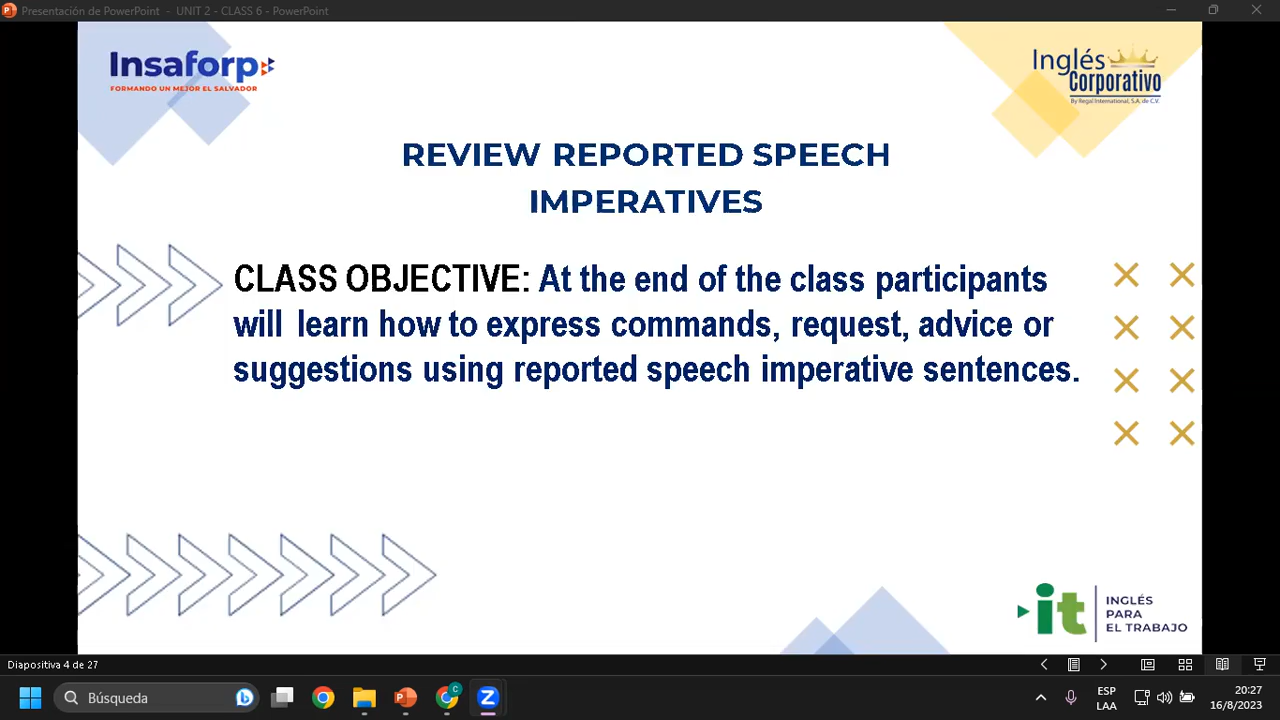 Presentación de PowerPoint - UNIT 2 - CLASS 6 - PowerPoint
Insaforp
FORMANDO UN MEJOR EL SALVADOR
Inglés
Corporativo
By Regal International, S.A. de C.V.
REVIEW REPORTED SPEECH
IMPERATIVES
CLASS OBJECTIVE: At the end of the class participants
will learn how to express commands, request, advice or
suggestions using reported speech imperative sentences.
it
INGLÉS
PARA
EL TRABAJO
Diapositiva 4 de 27
Búsqueda
C
ESP
LAA
20:27
16/8/2023